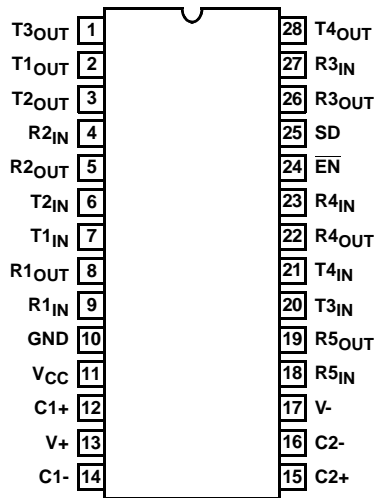 T3OUT 1 28 T4OUT
T1OUT 2 27 R3IN
T2OUT 3 26 R3OUT
R2IN 4 25 SD
R2OUT 5 24 E̅N̅
T2IN 6 23 R4IN
T1IN 7 22 R4OUT
R1OUT 8 21 T4IN
R1IN 9 20 T3IN
GND 10 19 R5OUT
VCC 11 18 R5IN
C1+ 12 17 V-
V+ 13 16 C2-
C1- 14 15 C2+